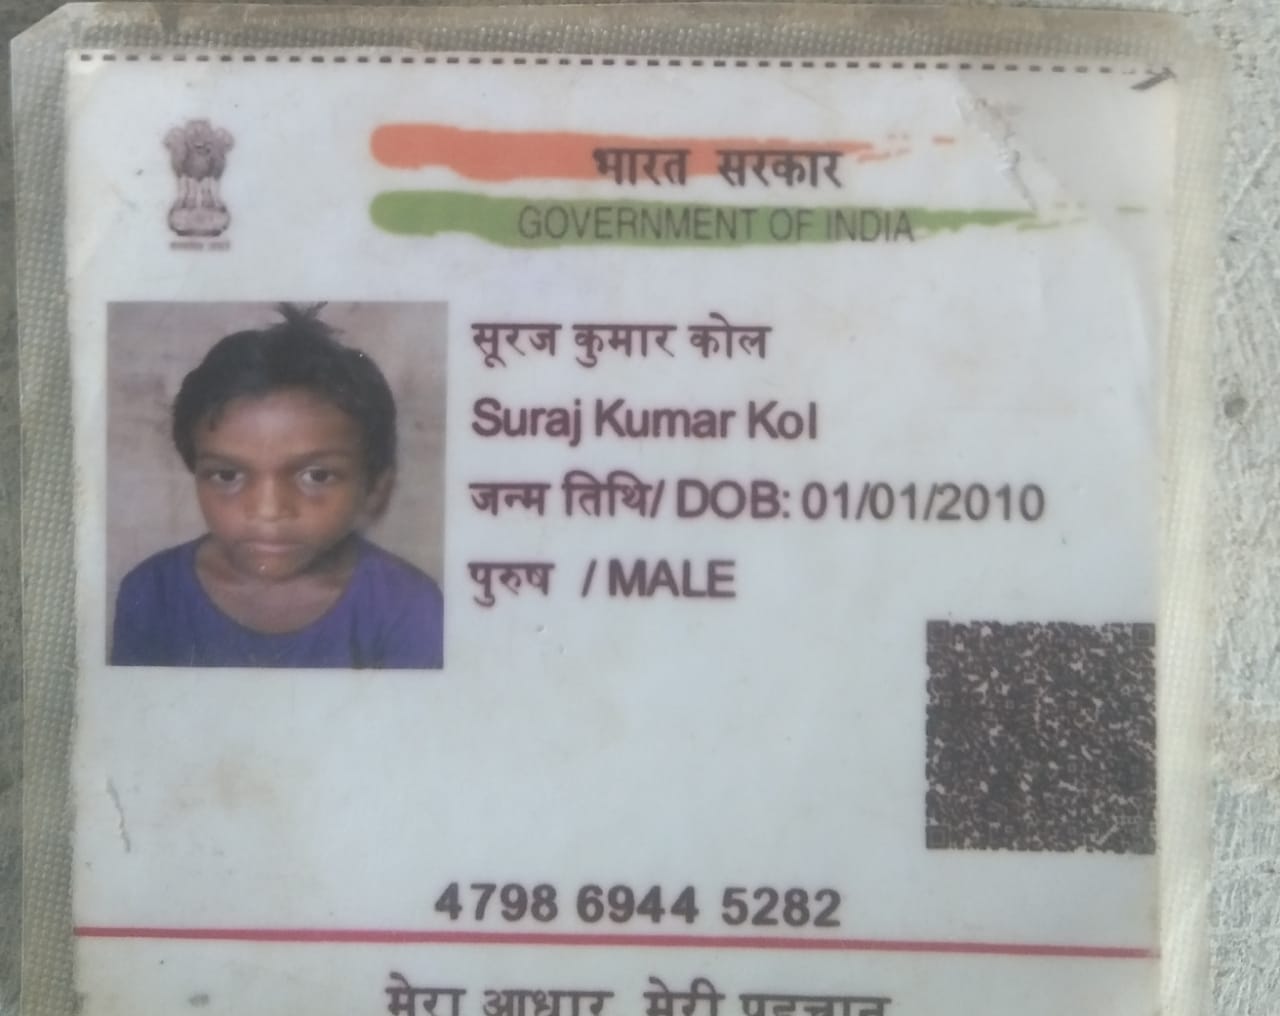 भारत सरकार
GOVERNMENT OF INDIA
सूरज कुमार कोल
Suraj Kumar Kol
जन्म तिथि/ DOB: 01/01/2010
पुरुष / MALE
4798 6944 5282
मेरा आधार, मेरी पहचान